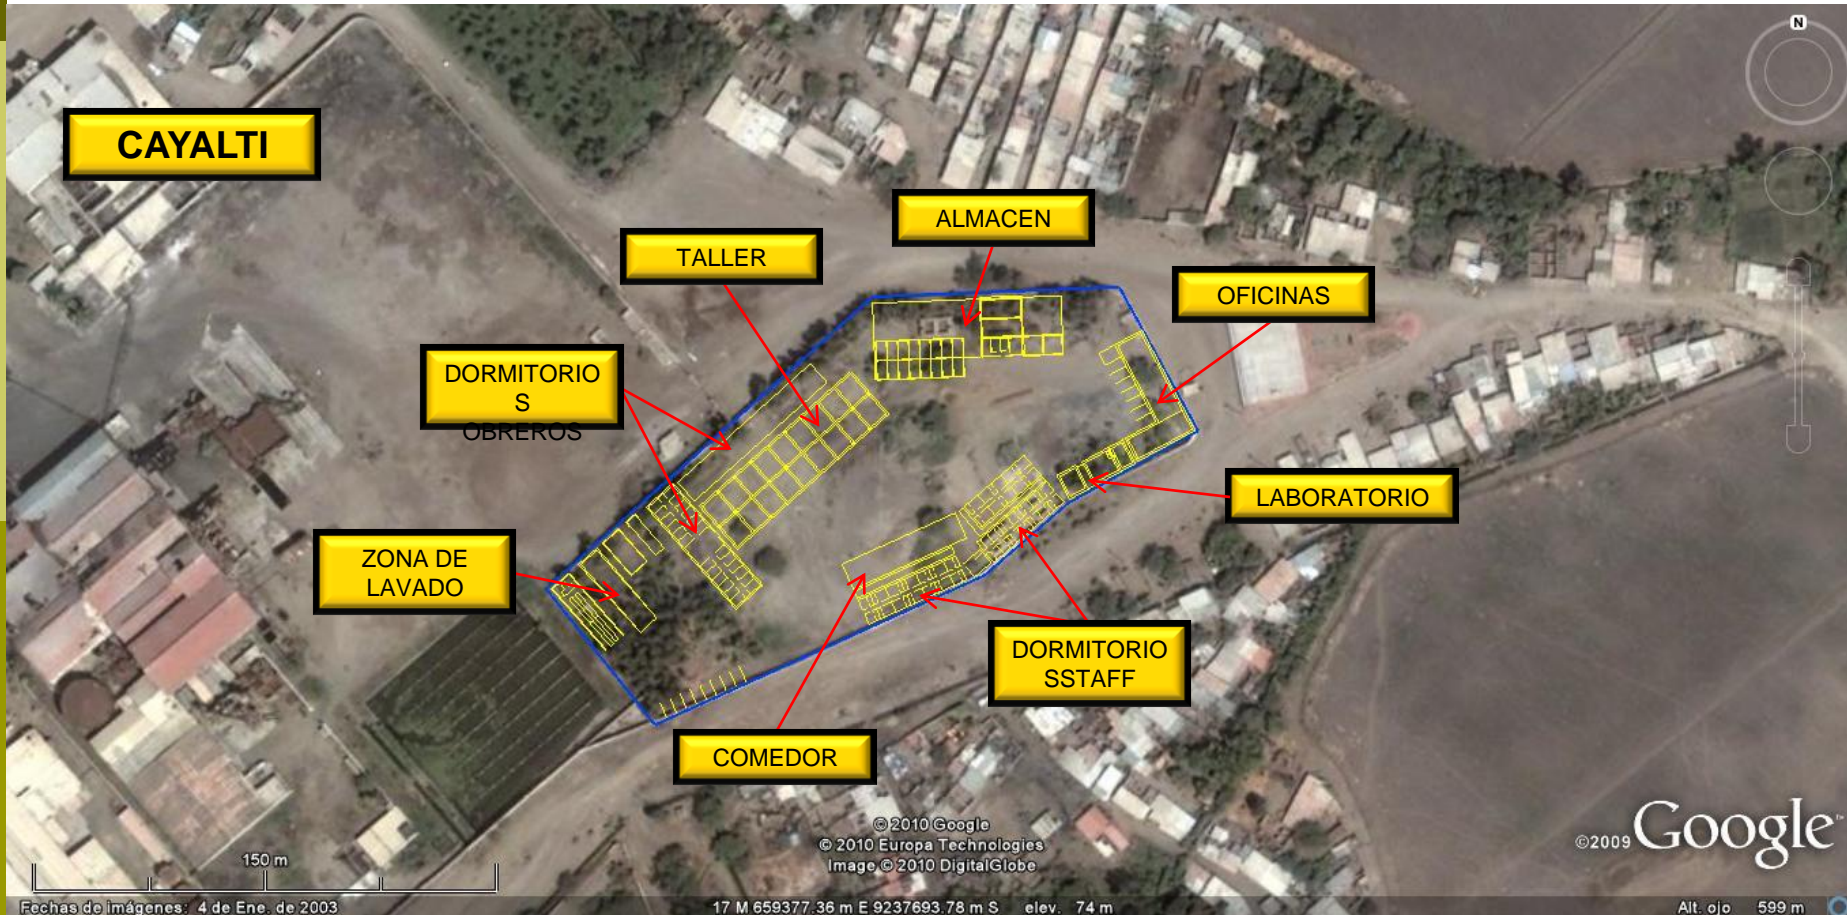 CAYALTI
ALMACEN
TALLER
OFICINAS
DORMITORIO
S
OBREROS
LABORATORIO
ZONA DE
LAVADO
DORMITORIO
SSTAFF
COMEDOR
N
150 m
© 2010 Google
© 2010 Europa Technologies
Image © 2010 DigitalGlobe
©2009 Google
Fechas de imágenes: 4 de Ene. de 2003
17 M 659377.36 m E 9237693.78 m S elev. 74 m
Alt. ojo 599 m